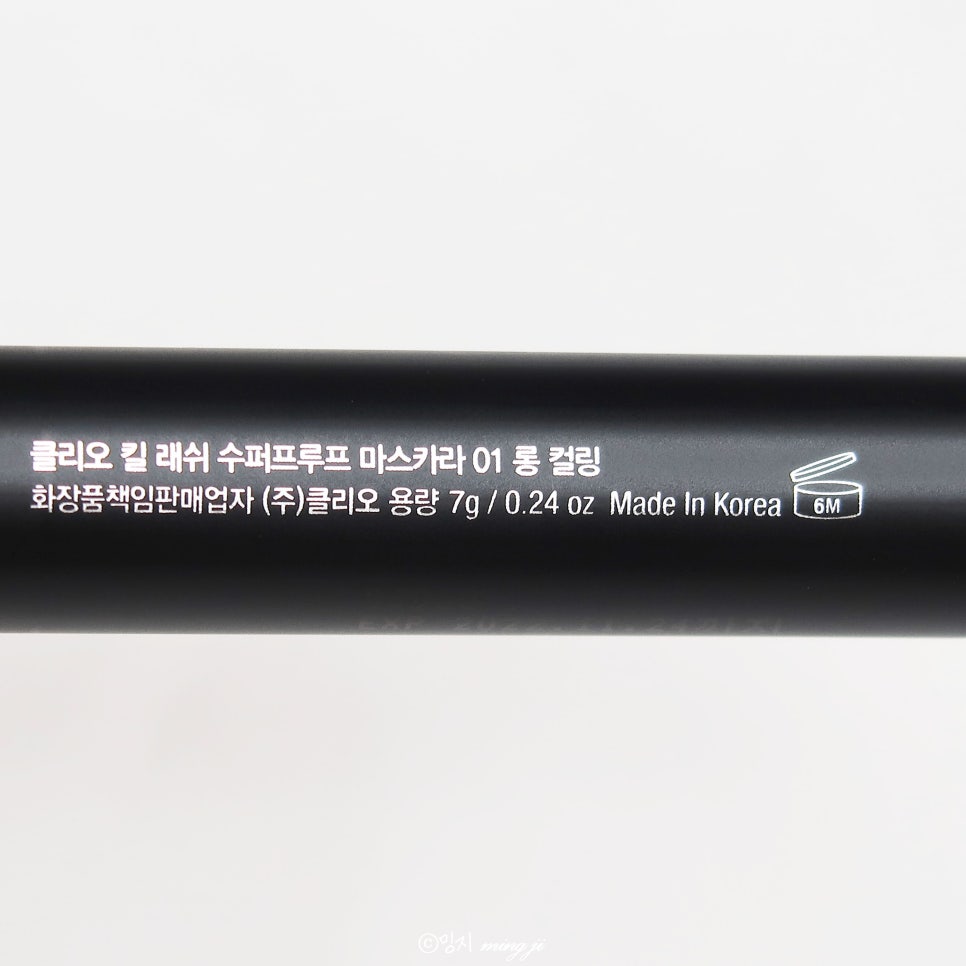 클리오 킬 래쉬 수퍼프루프 마스카라 01 롱 컬링
화장품책임판매업자 (주)클리오 용량 7g / 0.24 oz Made In Korea 6M
EXP
©밍지 ming ji